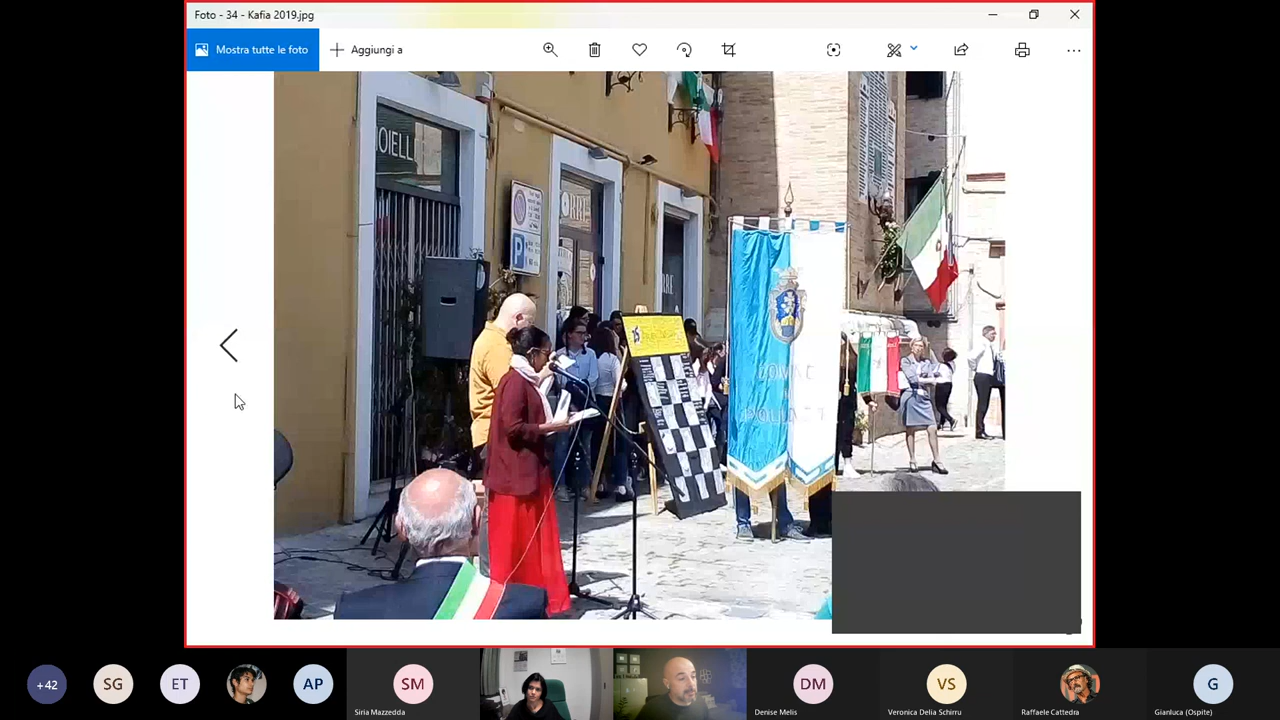 Foto - 34 - Kafia 2019.jpg
Mostra tutte le foto
Aggiungi a
P
+42
SG
ET
AP
SM
Siria Mazzedda
DM
Denise Melis
VS
Veronica Delia Schirru
Raffaele Cattedra
G
Gianluca (Ospite)